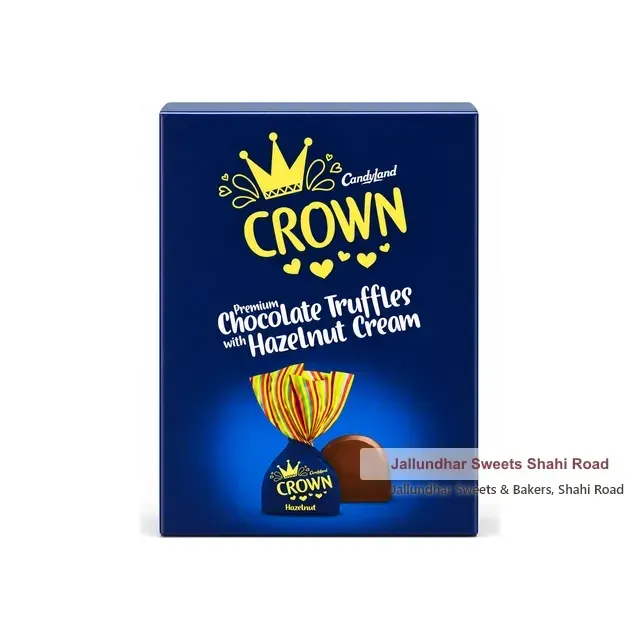 CandyLand
CROWN
Premium
Chocolate Truffles
with Hazelnut Cream
Candyland
CROWN
Hazelnut
Jallundhar Sweets Shahi Road
Jallundhar Sweets & Bakers, Shahi Road